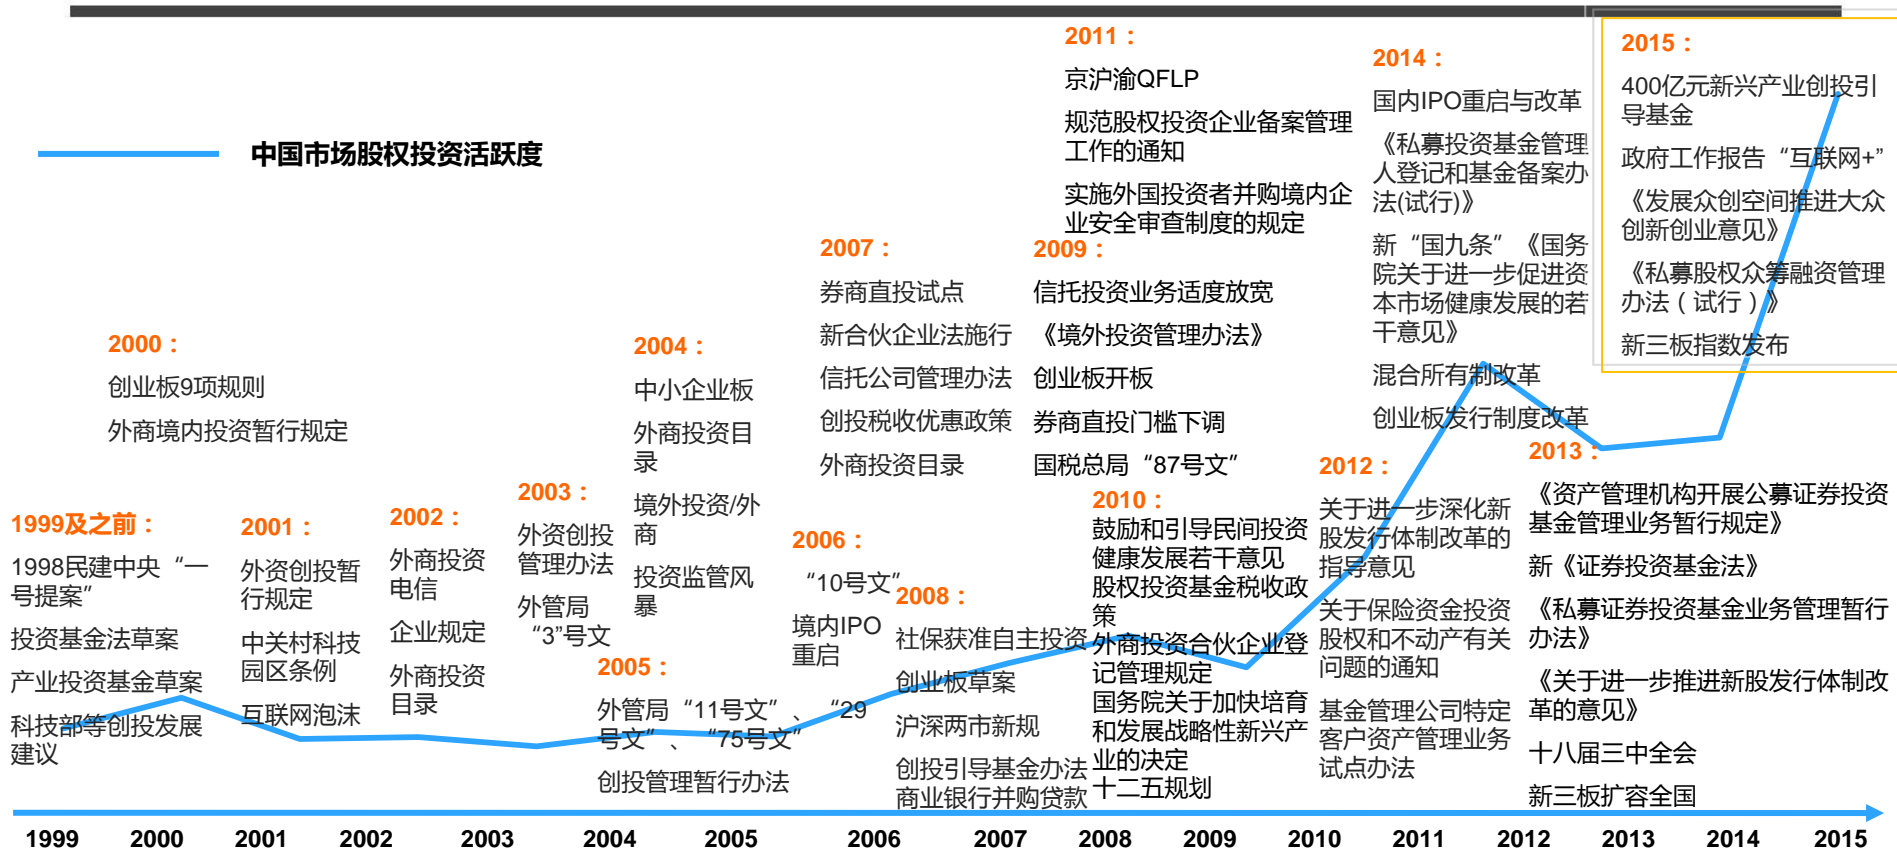 中国市场股权投资活跃度
1999及之前：
1998民建中央“一
号提案”
投资基金法草案
产业投资基金草案
科技部等创投发展
建议
2000：
创业板9项规则
外商境内投资暂行规定
2001：
外资创投暂
行规定
中关村科技
园区条例
互联网泡沫
2002：
外商投资
电信
企业规定
外商投资
目录
2003：
外资创投
管理办法
外管局
“3”号文
2004：
中小企业板
外商投资目
录
境外投资/外
商
投资监管风
暴
2005：
外管局“11号文”、“29
号文”、“75号文”
创投管理暂行办法
2006：
“10号文”
境内IPO
重启
2007：
券商直投试点
新合伙企业法施行
信托公司管理办法
创投税收优惠政策
外商投资目录
2008：
社保获准自主投资
创业板草案
沪深两市新规
创投引导基金办法
商业银行并购贷款
2009：
信托投资业务适度放宽
《境外投资管理办法》
创业板开板
券商直投门槛下调
国税总局“87号文”
2010：
鼓励和引导民间投资
健康发展若干意见
股权投资基金税收政
策
外商投资合伙企业登
记管理规定
国务院关于加快培育
和发展战略性新兴产
业的决定
十二五规划
2011：
京沪渝QFLP
规范股权投资企业备案管理
工作的通知
实施外国投资者并购境内企
业安全审查制度的规定
2012：
关于进一步深化新
股发行体制改革的
指导意见
关于保险资金投资
股权和不动产有关
问题的通知
基金管理公司特定
客户资产管理业务
试点办法
2013：
《资产管理机构开展公募证券投资
基金管理业务暂行规定》
新《证券投资基金法》
《私募证券投资基金业务管理暂行
办法》
《关于进一步推进新股发行体制改
革的意见》
十八届三中全会
新三板扩容全国
2014：
国内IPO重启与改革
《私募投资基金管理
人登记和基金备案办
法(试行)》
新“国九条”《国务
院关于进一步促进资
本市场健康发展的若
干意见》
混合所有制改革
创业板发行制度改革
2015：
400亿元新兴产业创投引
导基金
政府工作报告“互联网+”
《发展众创空间推进大众
创新创业意见》
《私募股权众筹融资管理
办法（试行）》
新三板指数发布
1999 2000 2001 2002 2003 2004 2005 2006 2007 2008 2009 2010 2011 2012 2013 2014 2015